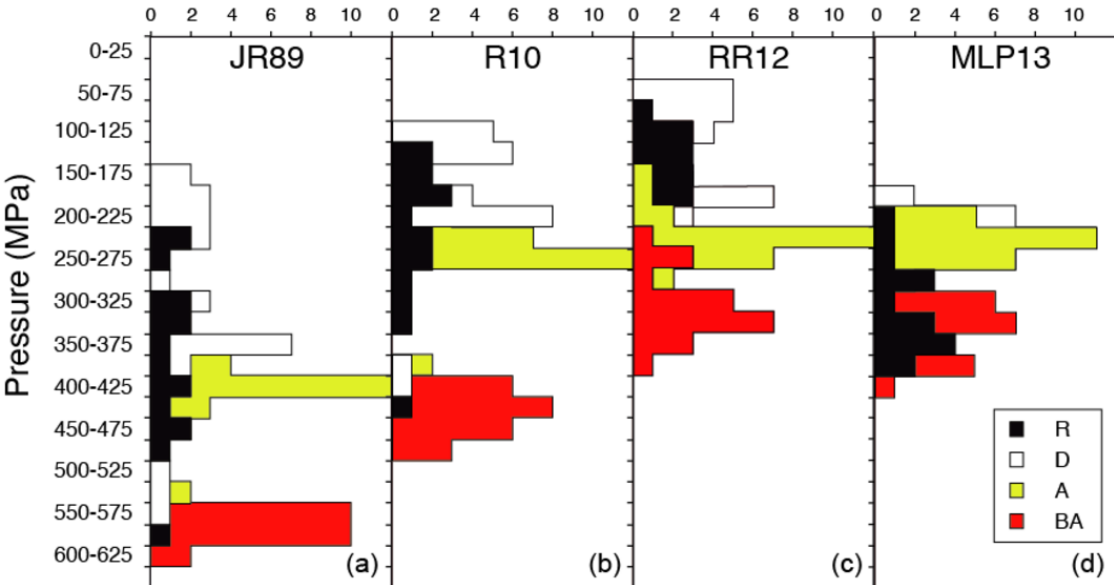 0 2 4 6 8 10 0 2 4 6 8 10 0 2 4 6 8 10 0 2 4 6 8 10
JR89 R10 RR12 MLP13
Pressure (MPa)
0-25
50-75
100-125
150-175
200-225
250-275
300-325
350-375
400-425
450-475
500-525
550-575
600-625
R
D
A
BA
(a) (b) (c) (d)